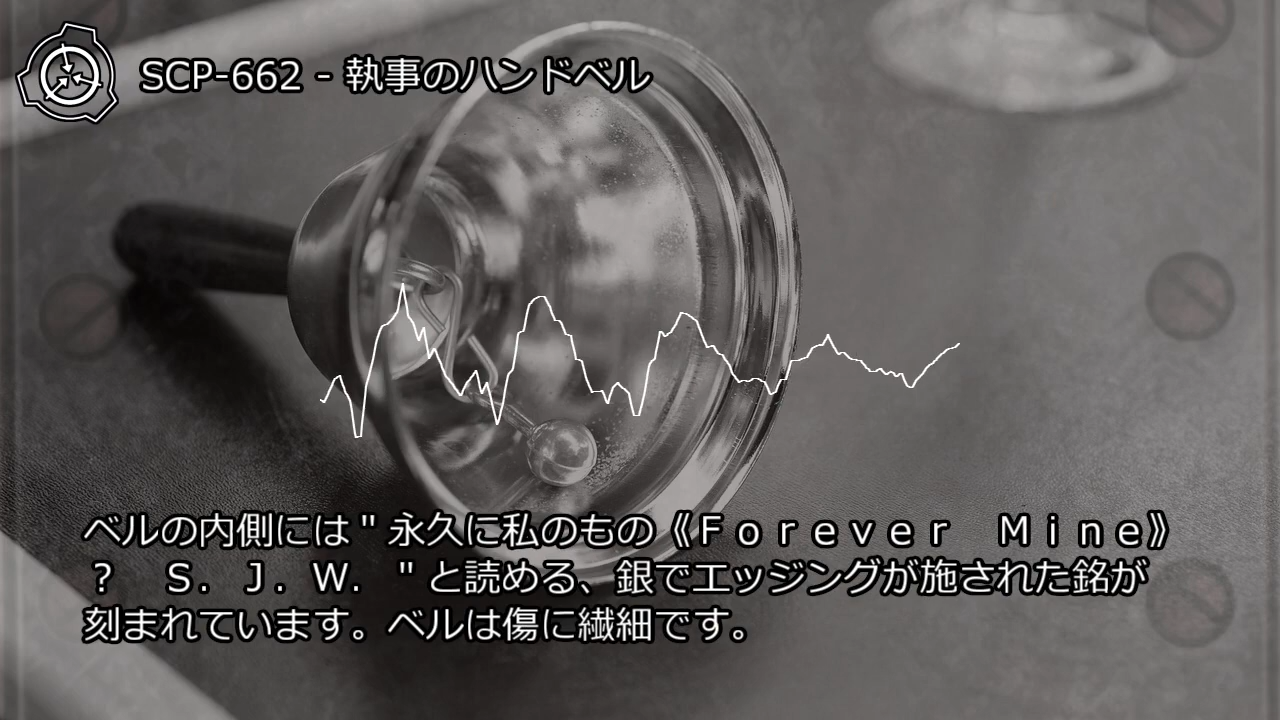 SCP-662 - 執事のハンドベル
ベルの内側には＂永久に私のもの《Ｆｏｒｅｖｅｒ　Ｍｉｎｅ》
？　Ｓ．Ｊ．Ｗ．＂と読める、銀でエッジングが施された銘が
刻まれています。ベルは傷に繊細です。